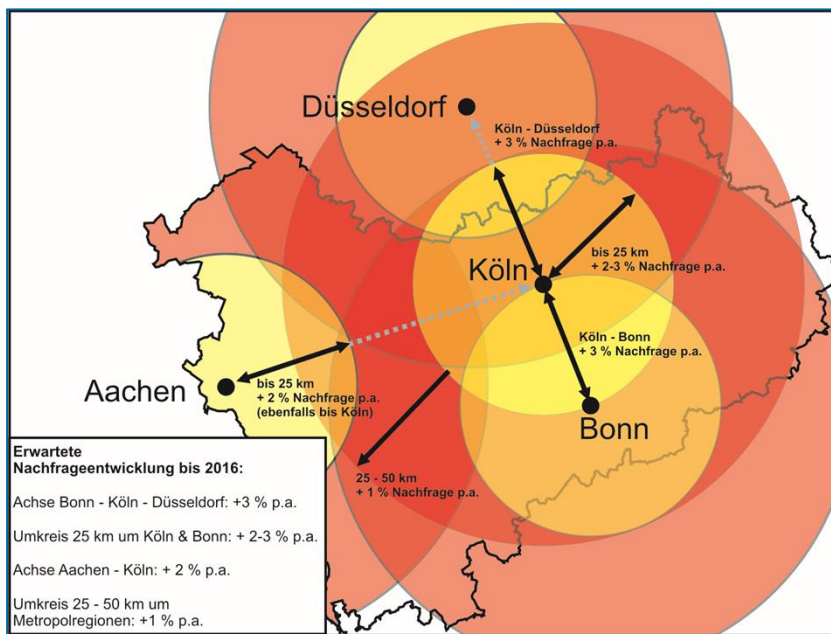 Düsseldorf
Köln - Düsseldorf
+ 3 % Nachfrage p.a.
bis 25 km
+ 2-3 % Nachfrage p.a.
Köln
Köln - Bonn
+ 3 % Nachfrage p.a.
Aachen
bis 25 km
+ 2 % Nachfrage p.a.
(ebenfalls bis Köln)
Bonn
25 - 50 km
+ 1 % Nachfrage p.a.
Erwartete
Nachfrageentwicklung bis 2016:
Achse Bonn - Köln - Düsseldorf: +3 % p.a.
Umkreis 25 km um Köln & Bonn: + 2-3 % p.a.
Achse Aachen - Köln: + 2 % p.a.
Umkreis 25 - 50 km um
Metropolregionen: +1 % p.a.